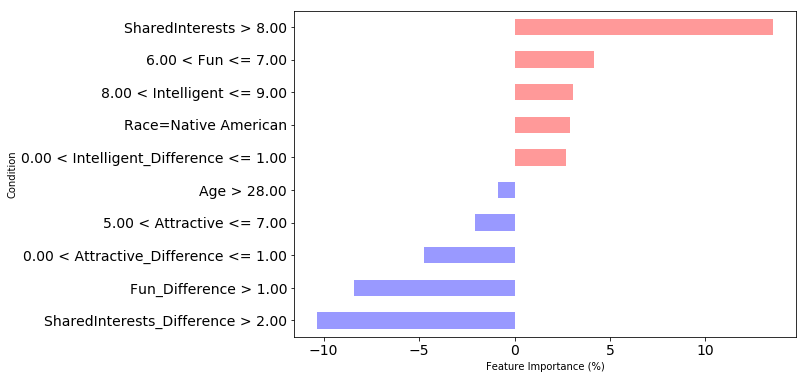 SharedInterests > 8.00
6.00 < Fun <= 7.00
8.00 < Intelligent <= 9.00
Race=Native American
0.00 < Intelligent_Difference <= 1.00
Age > 28.00
5.00 < Attractive <= 7.00
0.00 < Attractive_Difference <= 1.00
Fun_Difference > 1.00
SharedInterests_Difference > 2.00
Condition
−10 −5 0 5 10
Feature Importance (%)